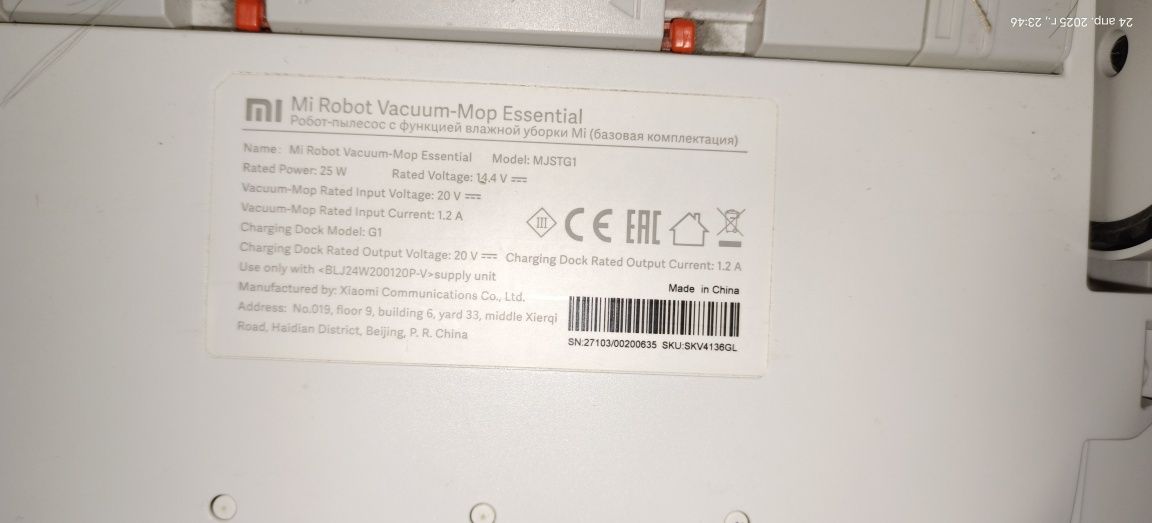 mi Mi Robot Vacuum-Mop Essential
Робот-пылесос с функцией влажной уборки Mi (базовая комплектация)
Name: Mi Robot Vacuum-Mop Essential Model: MJSTG1
Rated Power: 25 W Rated Voltage: 14.4 V
Vacuum-Mop Rated Input Voltage: 20 V
Vacuum-Mop Rated Input Current: 1.2 A
Charging Dock Model: G1
III CE EAC
Charging Dock Rated Output Voltage: 20 V Charging Dock Rated Output Current: 1.2 A
Use only with <BLJ24W200120P-V>supply unit
Manufactured by: Xiaomi Communications Co., Ltd.
Address: No.019, floor 9, building 6, yard 33, middle Xierqi
Road, Haidian District, Beijing, P. R. China
Made in China
SN:27103/00200635 SKU:SKV4136GL
24 апр. 2025 г., 23:46